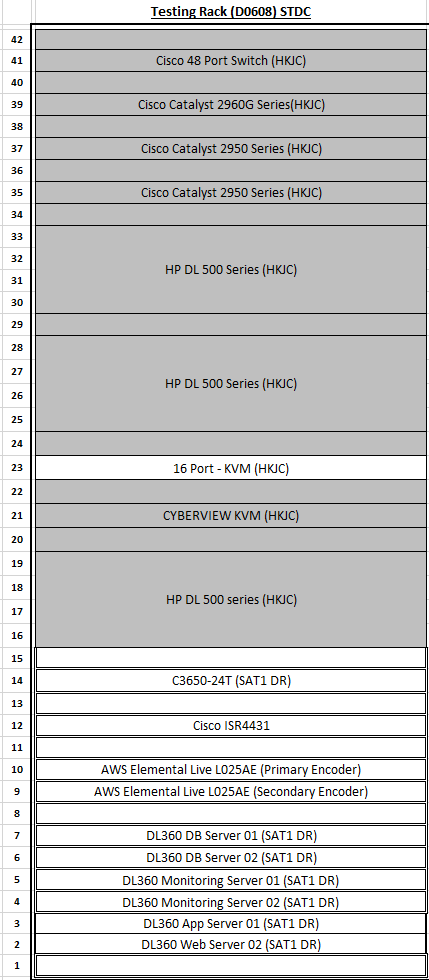 Testing Rack (D0608) STDC
42
41 Cisco 48 Port Switch (HKJC)
40
39 Cisco Catalyst 2960G Series(HKJC)
38
37 Cisco Catalyst 2950 Series (HKJC)
36
35 Cisco Catalyst 2950 Series (HKJC)
34
33
32
HP DL 500 Series (HKJC)
31
30
29
28
27
HP DL 500 Series (HKJC)
26
25
24
23 16 Port - KVM (HKJC)
22
21 CYBERVIEW KVM (HKJC)
20
19
18
HP DL 500 series (HKJC)
17
16
15
14 C3650-24T (SAT1 DR)
13
12 Cisco ISR4431
11
10 AWS Elemental Live L025AE (Primary Encoder)
9 AWS Elemental Live L025AE (Secondary Encoder)
8
7 DL360 DB Server 01 (SAT1 DR)
6 DL360 DB Server 02 (SAT1 DR)
5 DL360 Monitoring Server 01 (SAT1 DR)
4 DL360 Monitoring Server 02 (SAT1 DR)
3 DL360 App Server 01 (SAT1 DR)
2 DL360 Web Server 02 (SAT1 DR)
1